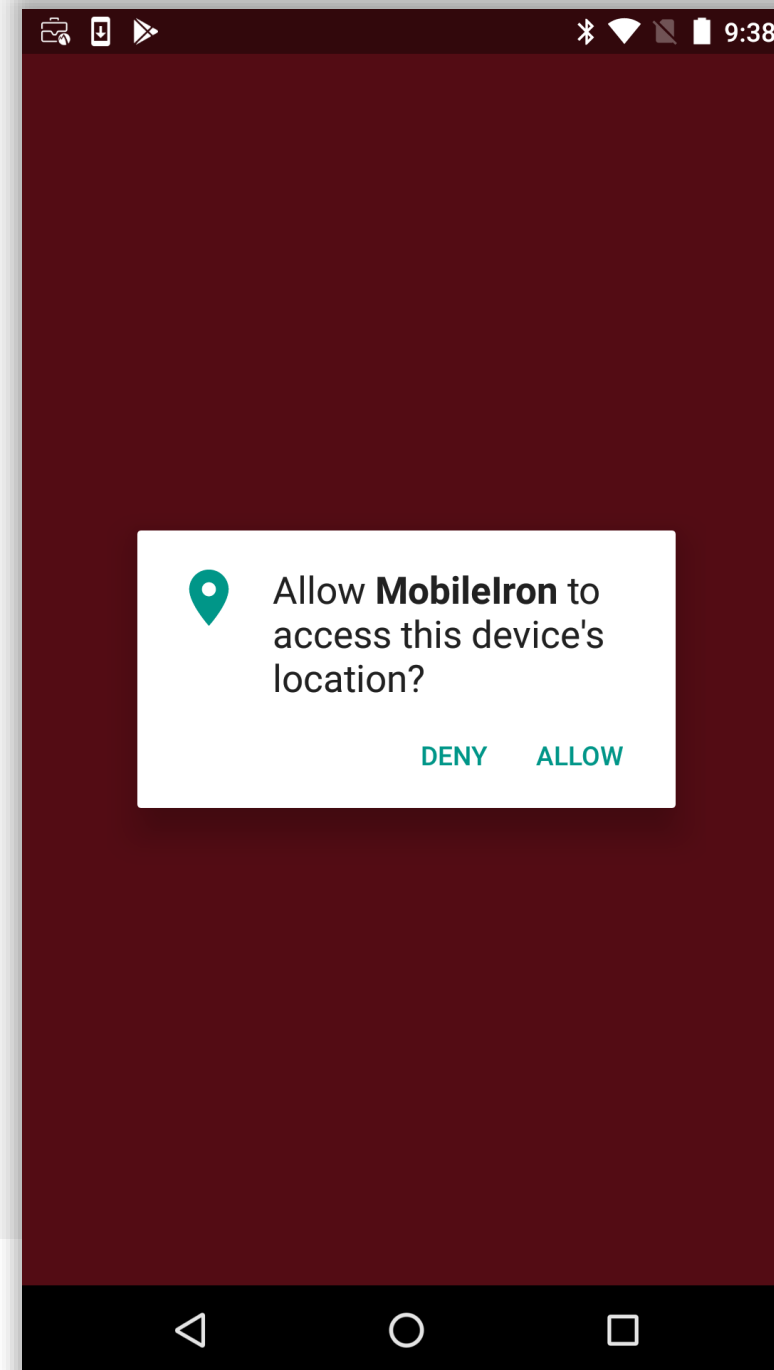 9:38
Allow MobileIron to
access this device's
location?
DENY ALLOW